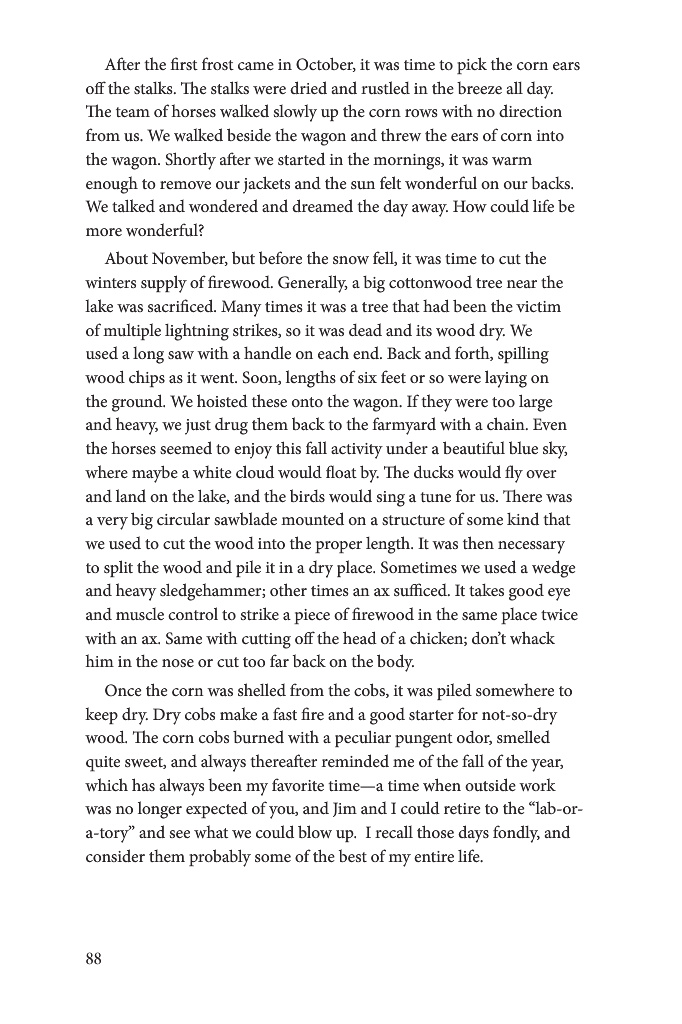 After the first frost came in October, it was time to pick the corn ears
off the stalks. The stalks were dried and rustled in the breeze all day.
The team of horses walked slowly up the corn rows with no direction
from us. We walked beside the wagon and threw the ears of corn into
the wagon. Shortly after we started in the mornings, it was warm
enough to remove our jackets and the sun felt wonderful on our backs.
We talked and wondered and dreamed the day away. How could life be
more wonderful?
About November, but before the snow fell, it was time to cut the
winters supply of firewood. Generally, a big cottonwood tree near the
lake was sacrificed. Many times it was a tree that had been the victim
of multiple lightning strikes, so it was dead and its wood dry. We
used a long saw with a handle on each end. Back and forth, spilling
wood chips as it went. Soon, lengths of six feet or so were laying on
the ground. We hoisted these onto the wagon. If they were too large
and heavy, we just drug them back to the farmyard with a chain. Even
the horses seemed to enjoy this fall activity under a beautiful blue sky,
where maybe a white cloud would float by. The ducks would fly over
and land on the lake, and the birds would sing a tune for us. There was
a very big circular sawblade mounted on a structure of some kind that
we used to cut the wood into the proper length. It was then necessary
to split the wood and pile it in a dry place. Sometimes we used a wedge
and heavy sledgehammer; other times an ax sufficed. It takes good eye
and muscle control to strike a piece of firewood in the same place twice
with an ax. Same with cutting off the head of a chicken; don’t whack
him in the nose or cut too far back on the body.
Once the corn was shelled from the cobs, it was piled somewhere to
keep dry. Dry cobs make a fast fire and a good starter for not-so-dry
wood. The corn cobs burned with a peculiar pungent odor, smelled
quite sweet, and always thereafter reminded me of the fall of the year,
which has always been my favorite time—a time when outside work
was no longer expected of you, and Jim and I could retire to the “lab-or-
a-tory” and see what we could blow up.  I recall those days fondly, and
consider them probably some of the best of my entire life.
88